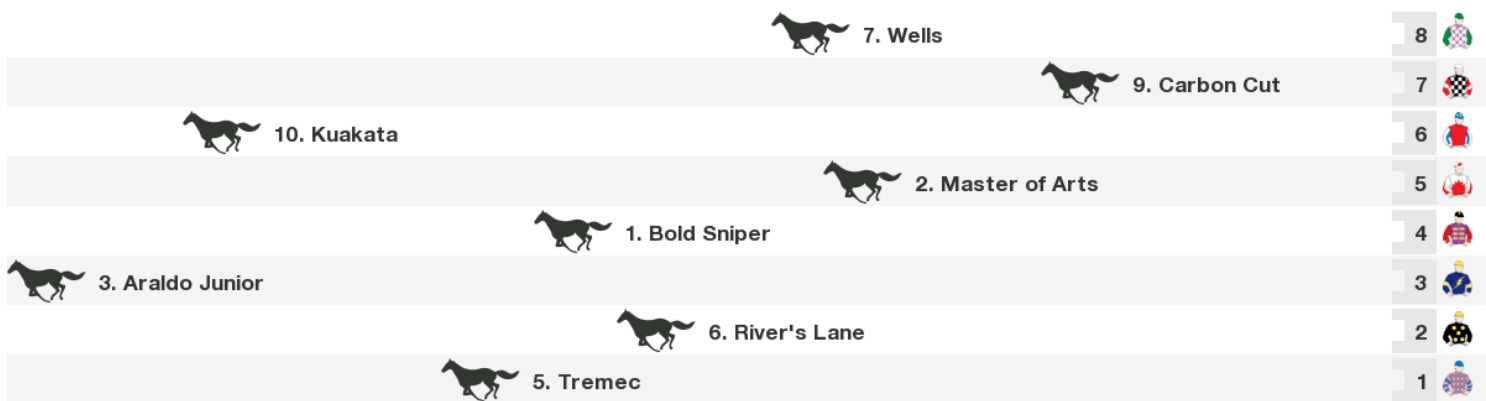 7. Wells 8
9. Carbon Cut 7
10. Kuakata 6
2. Master of Arts 5
1. Bold Sniper 4
3. Araldo Junior 3
6. River's Lane 2
5. Tremec 1